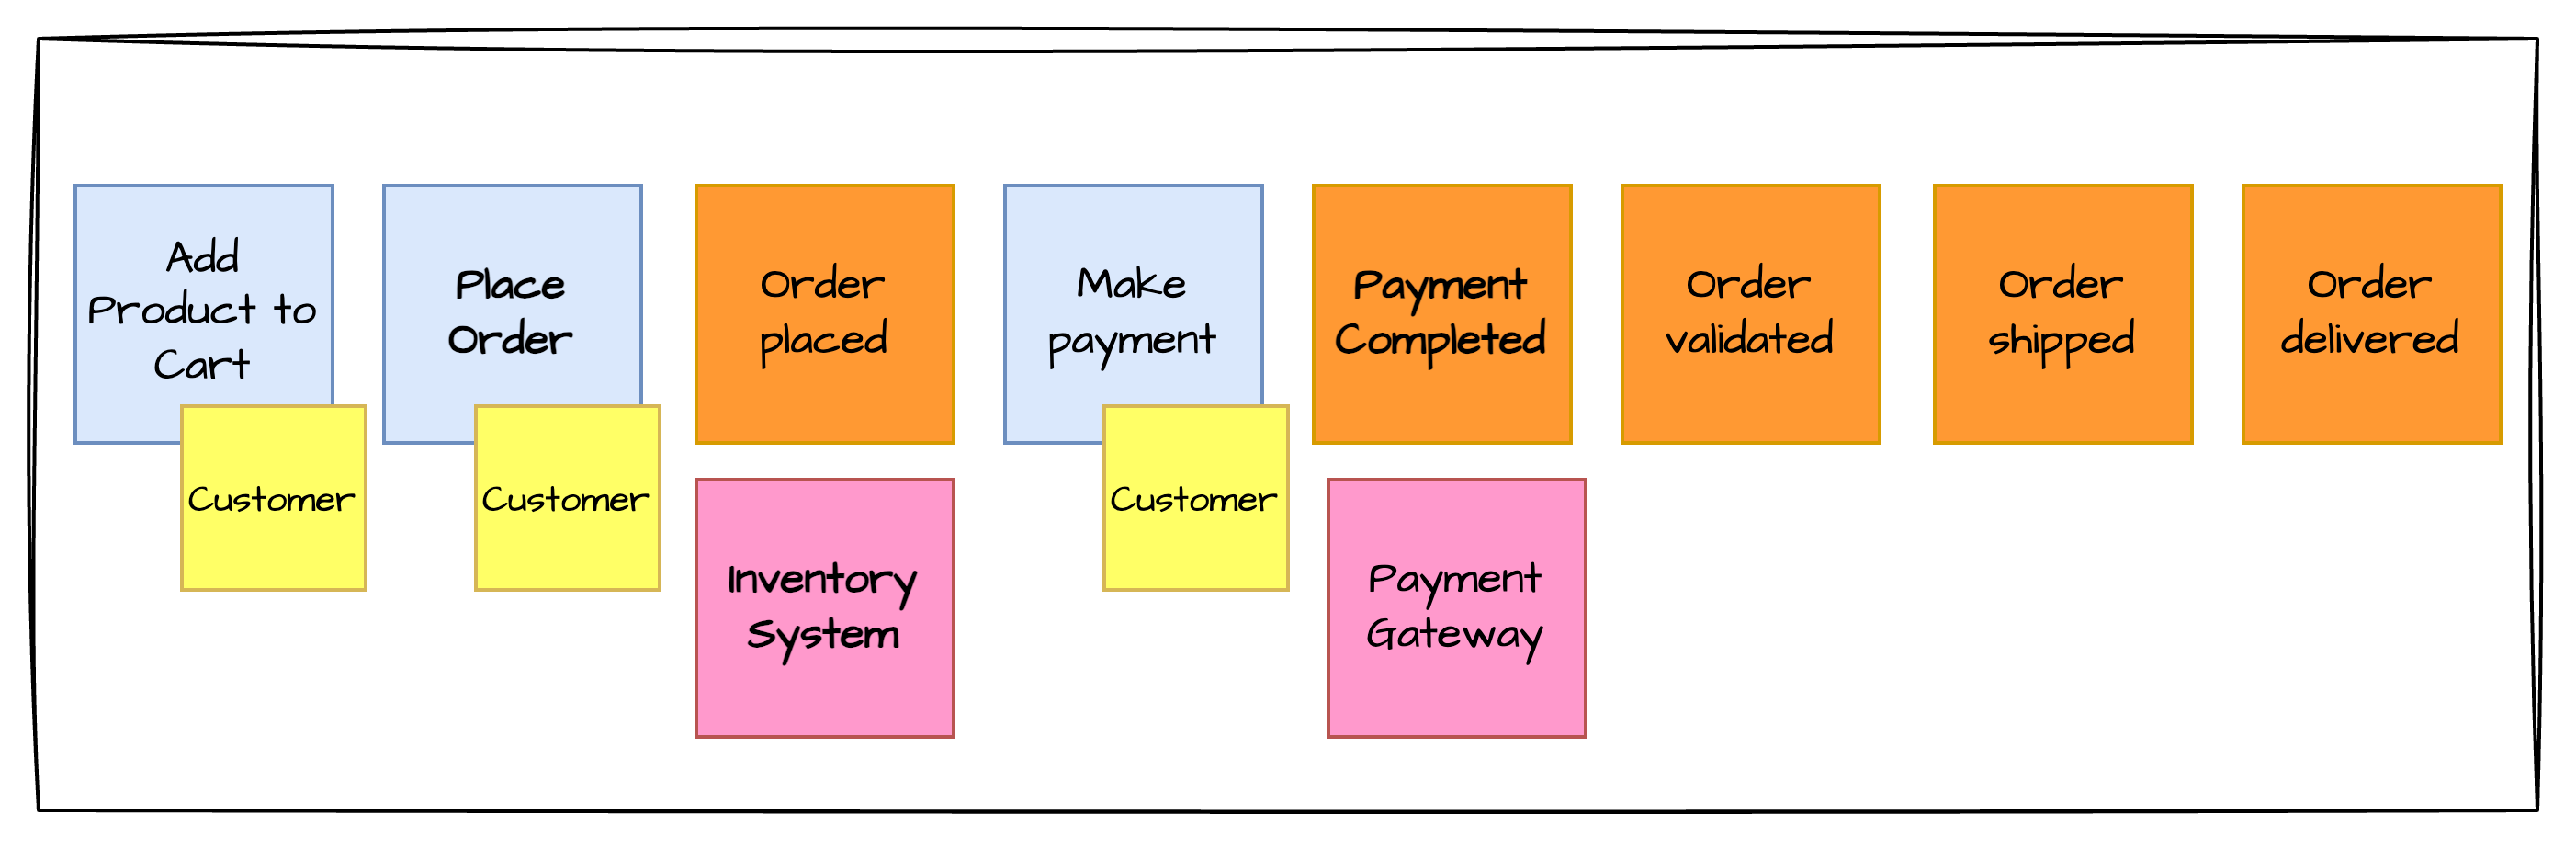 Add
Product to
Cart
Customer
Place
Order
Customer
Order
placed
Inventory
System
Make
payment
Customer
Payment
Completed
Payment
Gateway
Order
validated
Order
shipped
Order
delivered